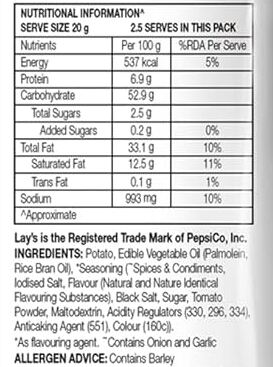 NUTRITIONAL INFORMATION^
SERVE SIZE 20 g 2.5 SERVES IN THIS PACK
Nutrients Per 100 g %RDA Per Serve
Energy 537 kcal 5%
Protein 6.9 g
Carbohydrate 52.9 g
Total Sugars 2.5 g
Added Sugars 0.2 g 0%
Total Fat 33.1 g 10%
Saturated Fat 12.5 g 11%
Trans Fat 0.1 g 1%
Sodium 993 mg 10%
^Approximate
Lay's is the Registered Trade Mark of PepsiCo, Inc.
INGREDIENTS: Potato, Edible Vegetable Oil (Palmolein,
Rice Bran Oil), *Seasoning (~Spices & Condiments,
Iodised Salt, Flavour (Natural and Nature Identical
Flavouring Substances), Black Salt, Sugar, Tomato
Powder, Maltodextrin, Acidity Regulators (330, 296, 334),
Anticaking Agent (551), Colour (160c)).
*As flavouring agent. ~Contains Onion and Garlic
ALLERGEN ADVICE: Contains Barley